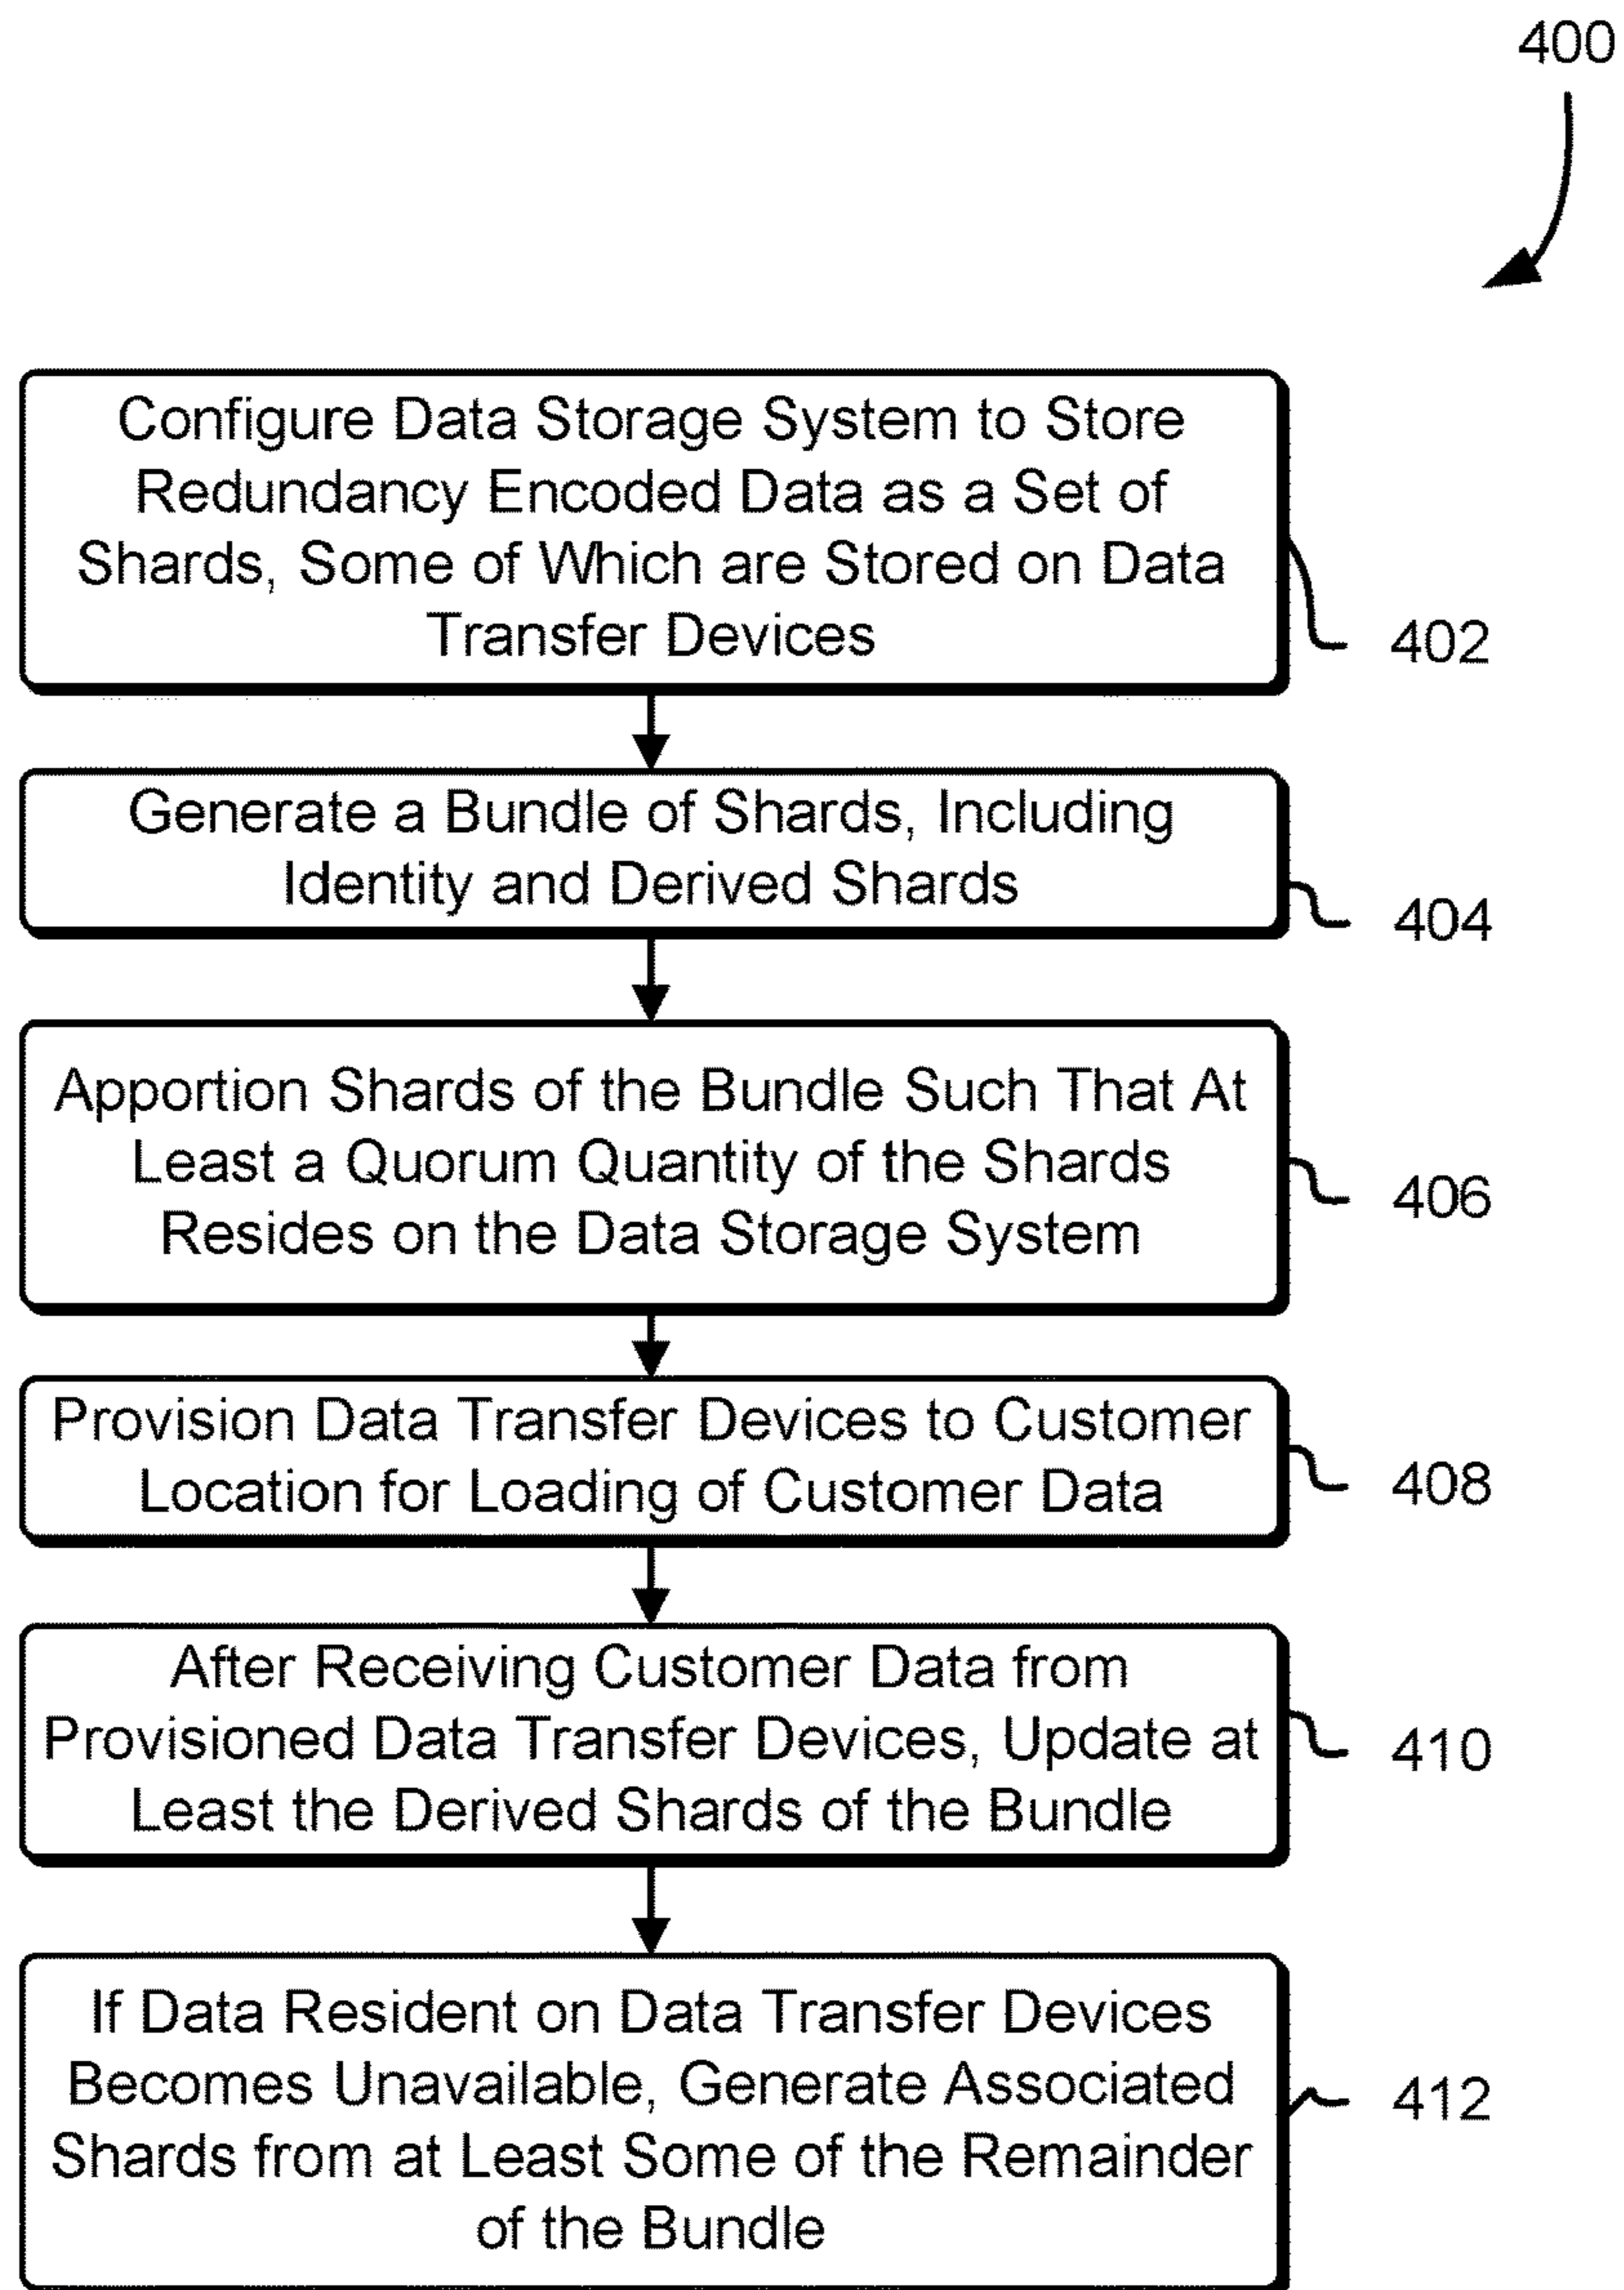 400
Configure Data Storage System to Store
Redundancy Encoded Data as a Set of
Shards, Some of Which are Stored on Data
Transfer Devices
402
Generate a Bundle of Shards, Including
Identity and Derived Shards
404
Apportion Shards of the Bundle Such That At
Least a Quorum Quantity of the Shards
Resides on the Data Storage System
406
Provision Data Transfer Devices to Customer
Location for Loading of Customer Data
408
After Receiving Customer Data from
Provisioned Data Transfer Devices, Update at
Least the Derived Shards of the Bundle
410
If Data Resident on Data Transfer Devices
Becomes Unavailable, Generate Associated
Shards from at Least Some of the Remainder
of the Bundle
412